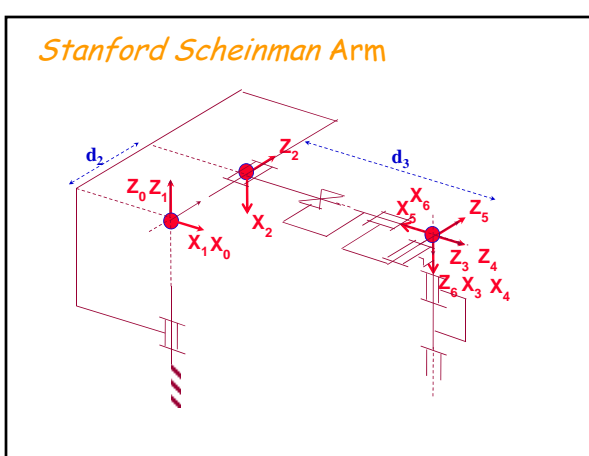 Stanford Scheinman Arm
d₂
d₃
Z₂
Z₀ Z₁
X₂
X₁ X₀
X₅ X₆
Z₅
Z₃ Z₄
Z₆ X₃ X₄